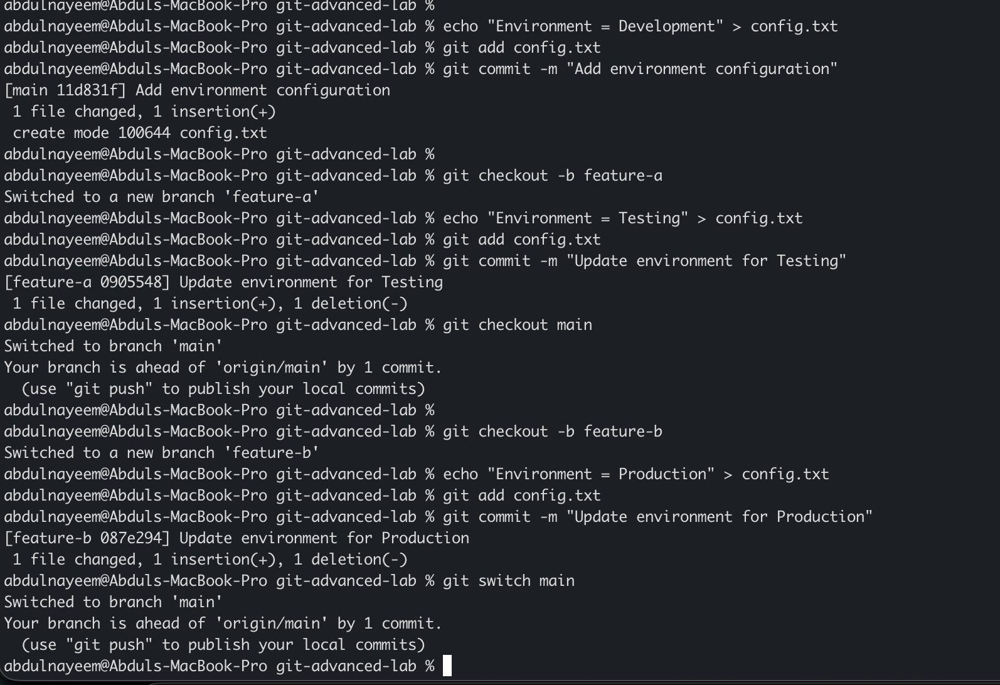 abdulnayeem@Abduls-MacBook-Pro git-advanced-lab %
abdulnayeem@Abduls-MacBook-Pro git-advanced-lab % echo "Environment = Development" > config.txt
abdulnayeem@Abduls-MacBook-Pro git-advanced-lab % git add config.txt
abdulnayeem@Abduls-MacBook-Pro git-advanced-lab % git commit -m "Add environment configuration"
[main 11d831f] Add environment configuration
 1 file changed, 1 insertion(+)
 create mode 100644 config.txt
abdulnayeem@Abduls-MacBook-Pro git-advanced-lab %
abdulnayeem@Abduls-MacBook-Pro git-advanced-lab % git checkout -b feature-a
Switched to a new branch 'feature-a'
abdulnayeem@Abduls-MacBook-Pro git-advanced-lab % echo "Environment = Testing" > config.txt
abdulnayeem@Abduls-MacBook-Pro git-advanced-lab % git add config.txt
abdulnayeem@Abduls-MacBook-Pro git-advanced-lab % git commit -m "Update environment for Testing"
[feature-a 0905548] Update environment for Testing
 1 file changed, 1 insertion(+), 1 deletion(-)
abdulnayeem@Abduls-MacBook-Pro git-advanced-lab % git checkout main
Switched to branch 'main'
Your branch is ahead of 'origin/main' by 1 commit.
  (use "git push" to publish your local commits)
abdulnayeem@Abduls-MacBook-Pro git-advanced-lab %
abdulnayeem@Abduls-MacBook-Pro git-advanced-lab % git checkout -b feature-b
Switched to a new branch 'feature-b'
abdulnayeem@Abduls-MacBook-Pro git-advanced-lab % echo "Environment = Production" > config.txt
abdulnayeem@Abduls-MacBook-Pro git-advanced-lab % git add config.txt
abdulnayeem@Abduls-MacBook-Pro git-advanced-lab % git commit -m "Update environment for Production"
[feature-b 087e294] Update environment for Production
 1 file changed, 1 insertion(+), 1 deletion(-)
abdulnayeem@Abduls-MacBook-Pro git-advanced-lab % git switch main
Switched to branch 'main'
Your branch is ahead of 'origin/main' by 1 commit.
  (use "git push" to publish your local commits)
abdulnayeem@Abduls-MacBook-Pro git-advanced-lab %